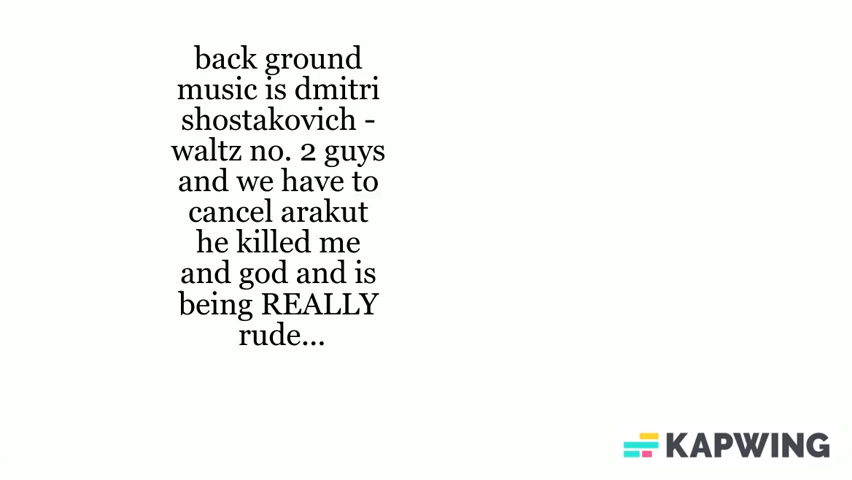 back ground
music is dmitri
shostakovich -
waltz no. 2 guys
and we have to
cancel arakut
he killed me
and god and is
being REALLY
rude...
KAPWING